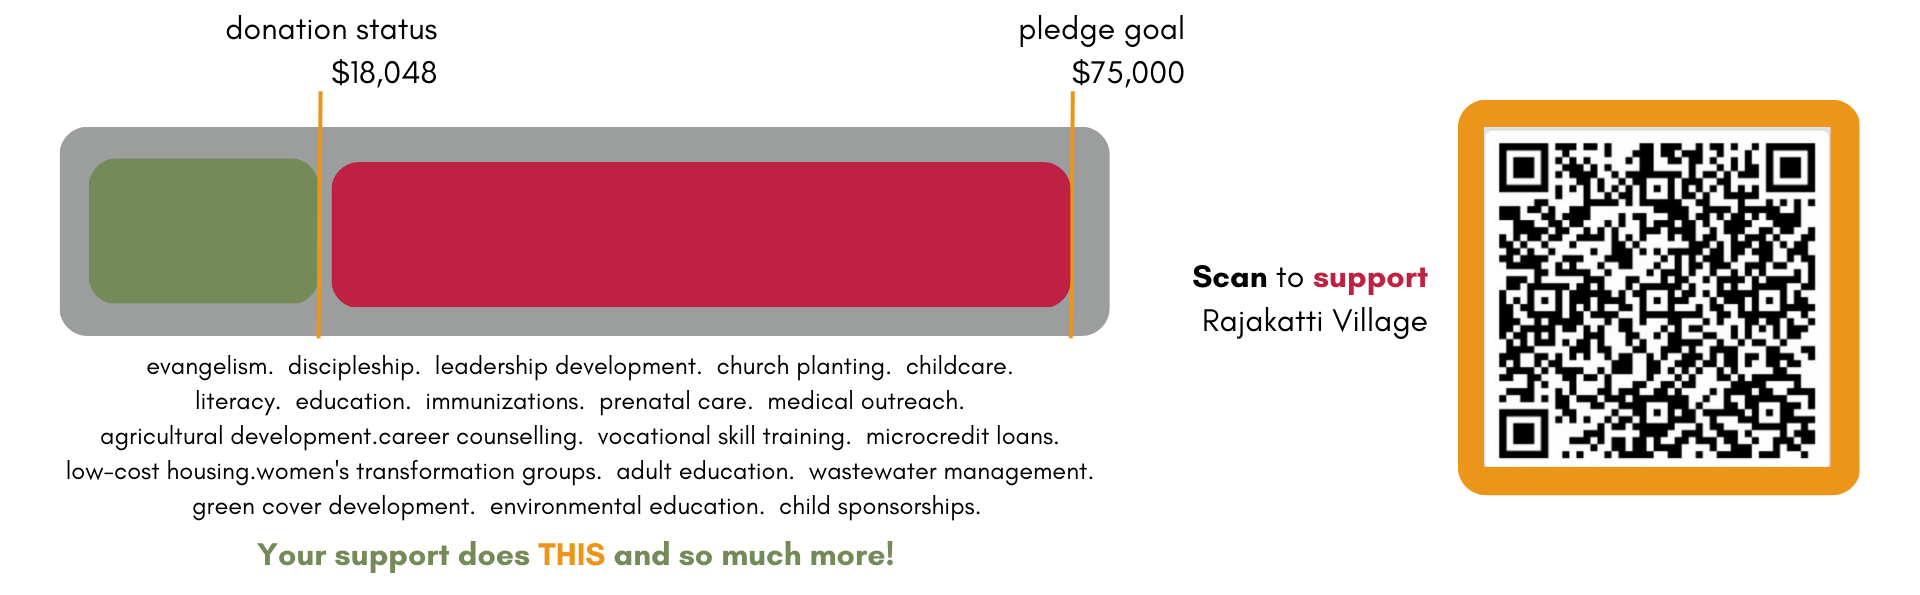 donation status
$18,048
pledge goal
$75,000
evangelism. discipleship. leadership development. church planting. childcare.
literacy. education. immunizations. prenatal care. medical outreach.
agricultural development.career counselling. vocational skill training. microcredit loans.
low-cost housing.women's transformation groups. adult education. wastewater management.
green cover development. environmental education. child sponsorships.
Your support does THIS and so much more!
Scan to support
Rajakatti Village